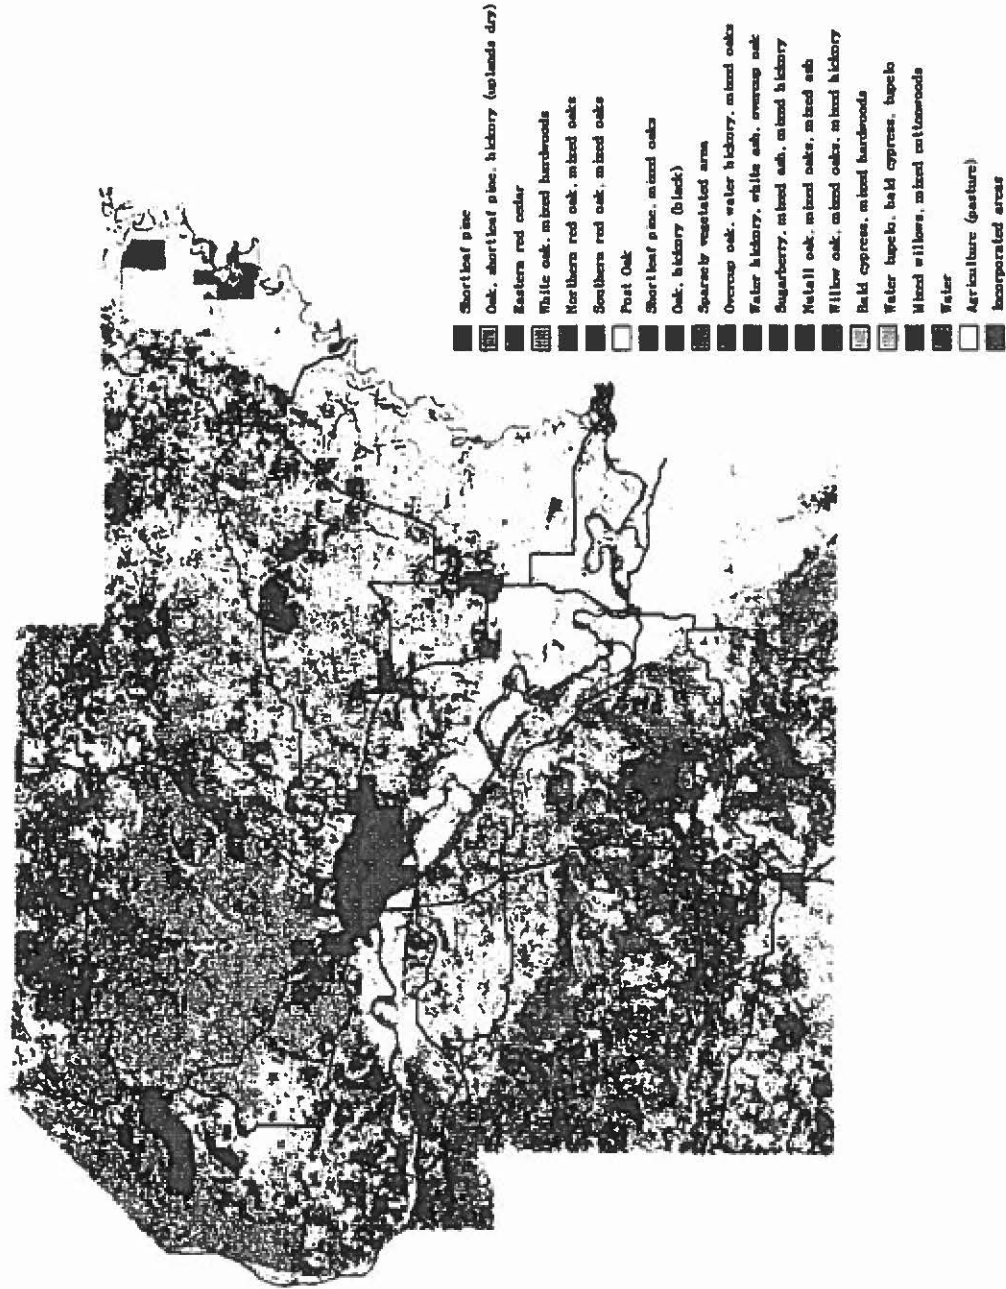 Shortleaf pine
Oak, shortleaf pine, hickory (uplands dry)
Eastern red cedar
White oak, mixed hardwoods
Northern red oak, mixed oaks
Southern red oak, mixed oaks
Post Oak
Shortleaf pine, mixed oaks
Oak, hickory (black)
Sparsely vegetated area
Overcup oak, water hickory, mixed oaks
Water hickory, white ash, overcup oak
Sugarberry, mixed ash, mixed hickory
Nutall oak, mixed oaks, mixed ash
Willow oak, mixed oaks, mixed hickory
Bald cypress, mixed hardwoods
Water tupelo, bald cypress, tupelo
Mixed willows, mixed cottonwoods
Water
Agriculture (pasture)
Incorporated areas